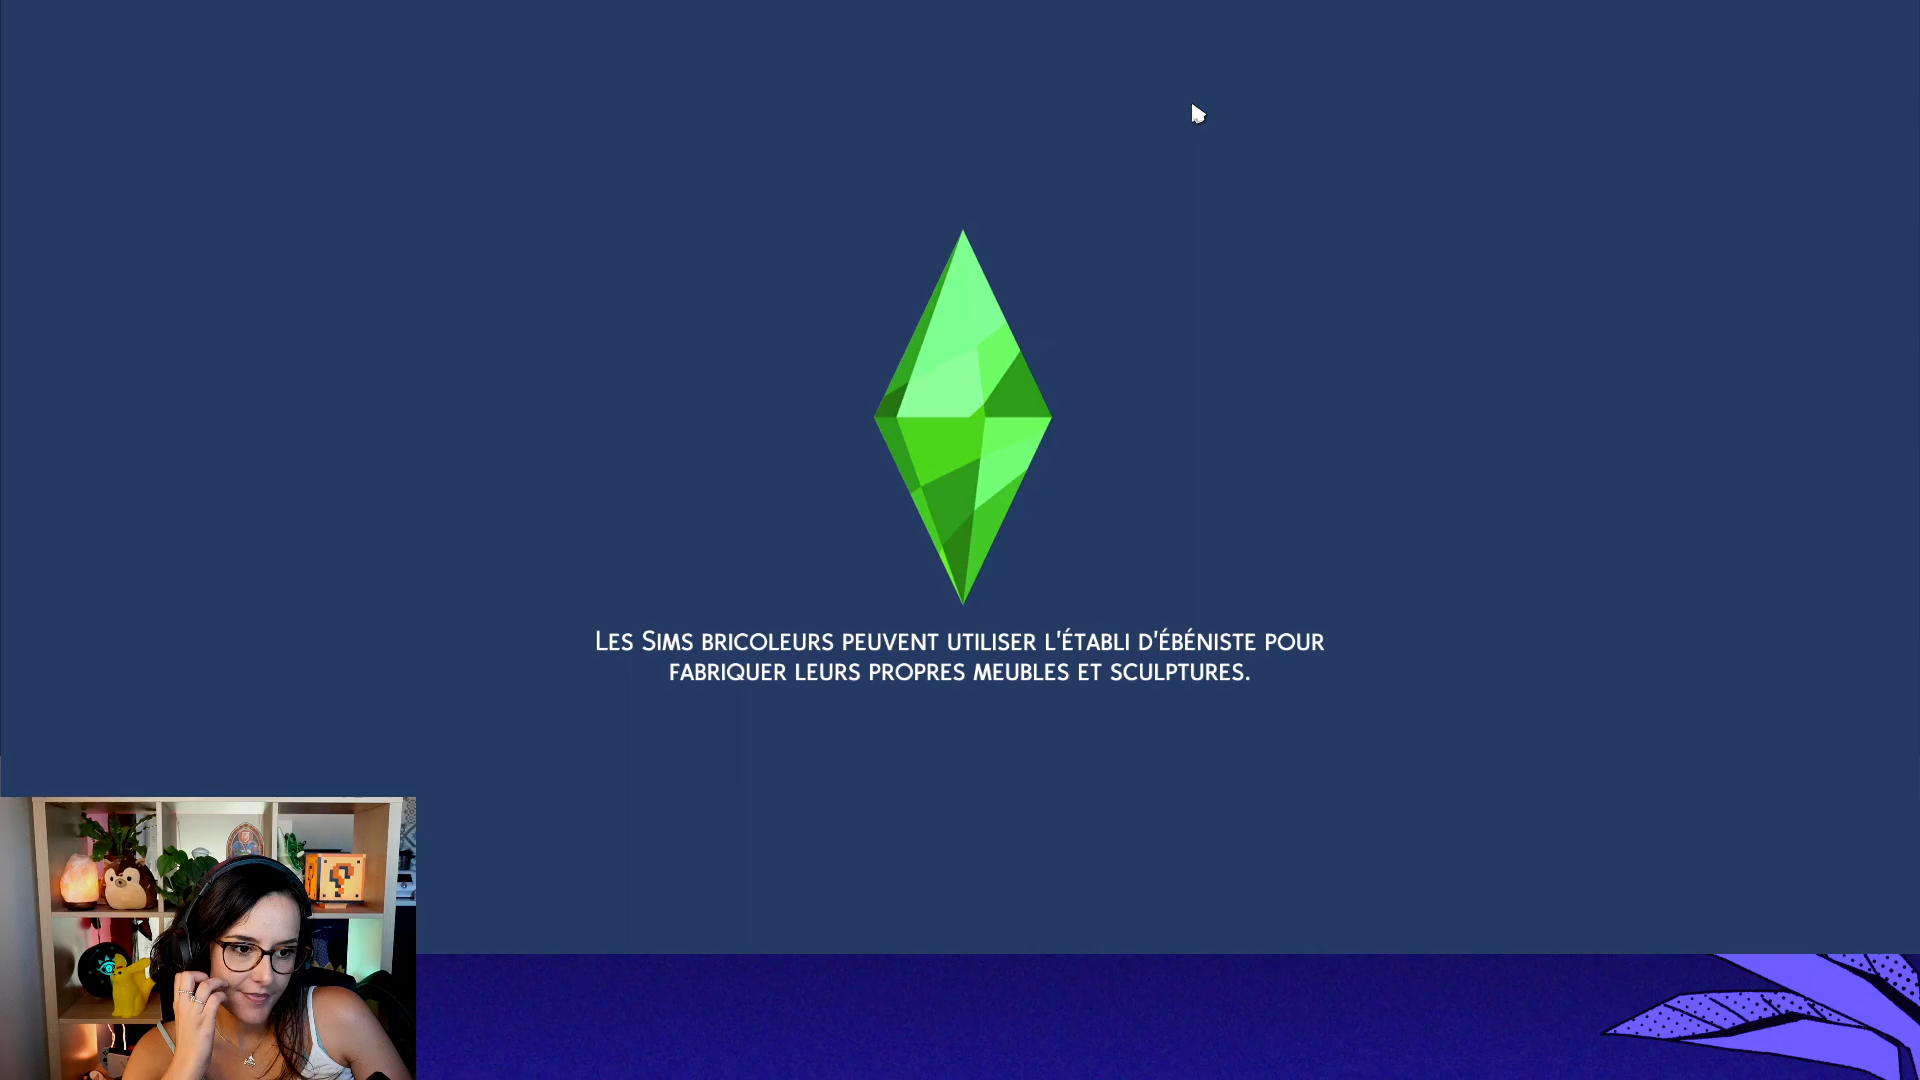 Les Sims bricoleurs peuvent utiliser l'établi d'ébéniste pour
fabriquer leurs propres meubles et sculptures.
?